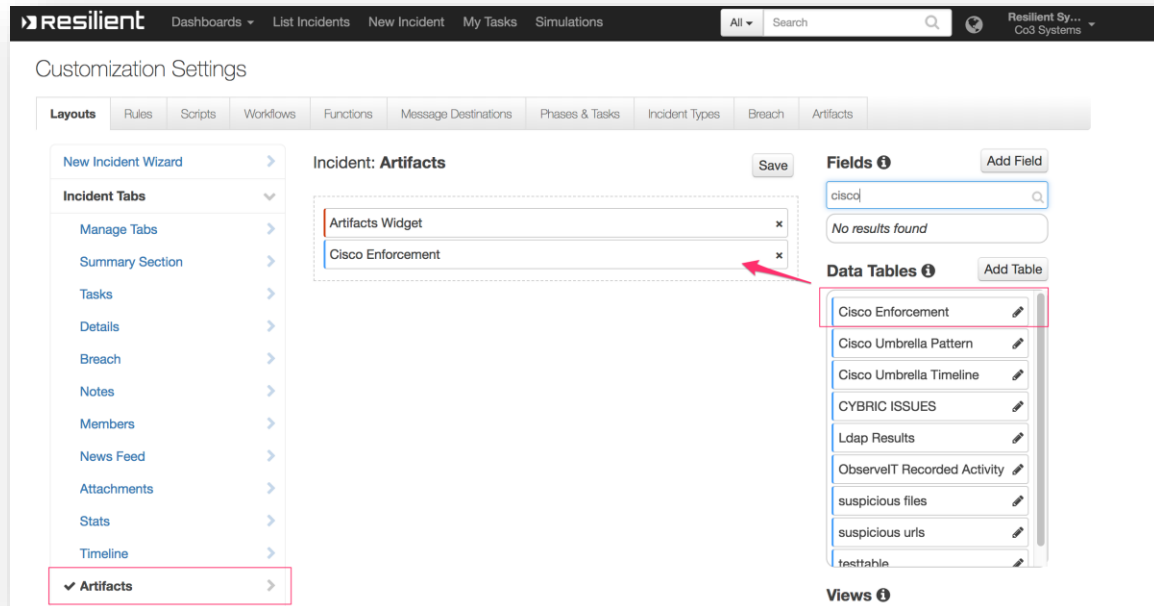 Resilient Dashboards List Incidents New Incident My Tasks Simulations All Search Resilient Sy...
Co3 Systems
Customization Settings
Layouts Rules Scripts Workflows Functions Message Destinations Phases & Tasks Incident Types Breach Artifacts
New Incident Wizard
Incident Tabs
Manage Tabs
Summary Section
Tasks
Details
Breach
Notes
Members
News Feed
Attachments
Stats
Timeline
Artifacts
Incident: Artifacts Save
Artifacts Widget
Cisco Enforcement
Fields Add Field
cisco
No results found
Data Tables Add Table
Cisco Enforcement
Cisco Umbrella Pattern
Cisco Umbrella Timeline
CYBRIC ISSUES
Ldap Results
ObserveIT Recorded Activity
suspicious files
suspicious urls
testtable
Views